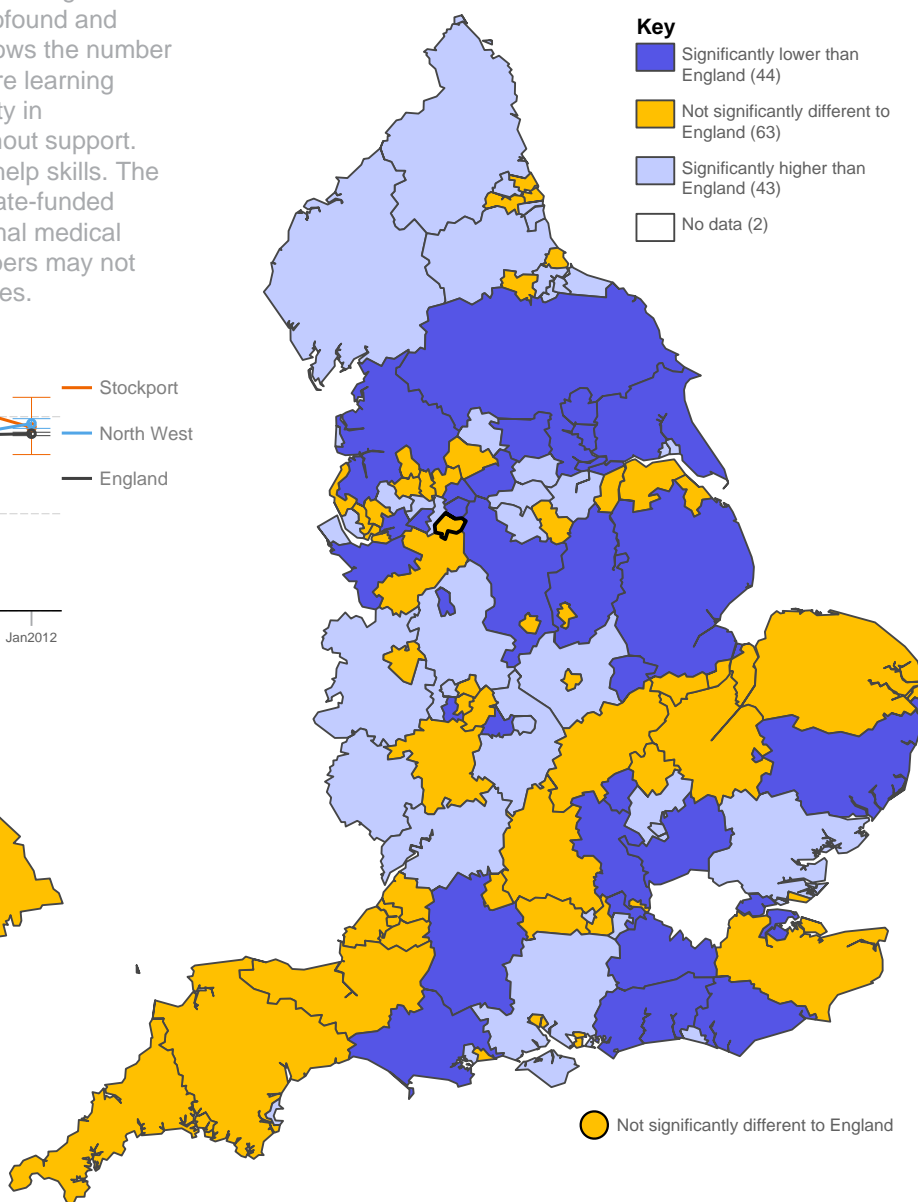 ofound and
ows the number
re learning
ty in
hout support.
help skills. The
ate-funded
nal medical
bers may not
es.
Stockport
North West
England
Jan2012
Key
Significantly lower than
England (44)
Not significantly different to
England (63)
Significantly higher than
England (43)
No data (2)
Not significantly different to England